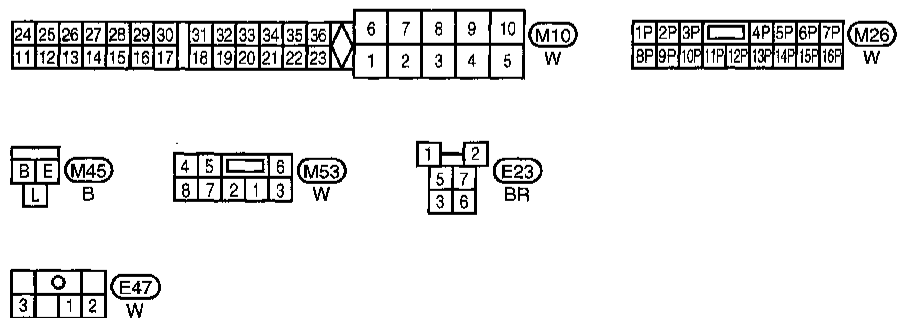 24 25 26 27 28 29 30 31 32 33 34 35 36 6 7 8 9 10 M10
11 12 13 14 15 16 17 18 19 20 21 22 23 1 2 3 4 5 W
1P 2P 3P 4P 5P 6P 7P M26
8P 9P 10P 11P 12P 13P 14P 15P 16P W
B E M45
L B
4 5 6 M53
8 7 2 1 3 W
1 2 E23
5 7 BR
3 6
E47
3 1 2 W